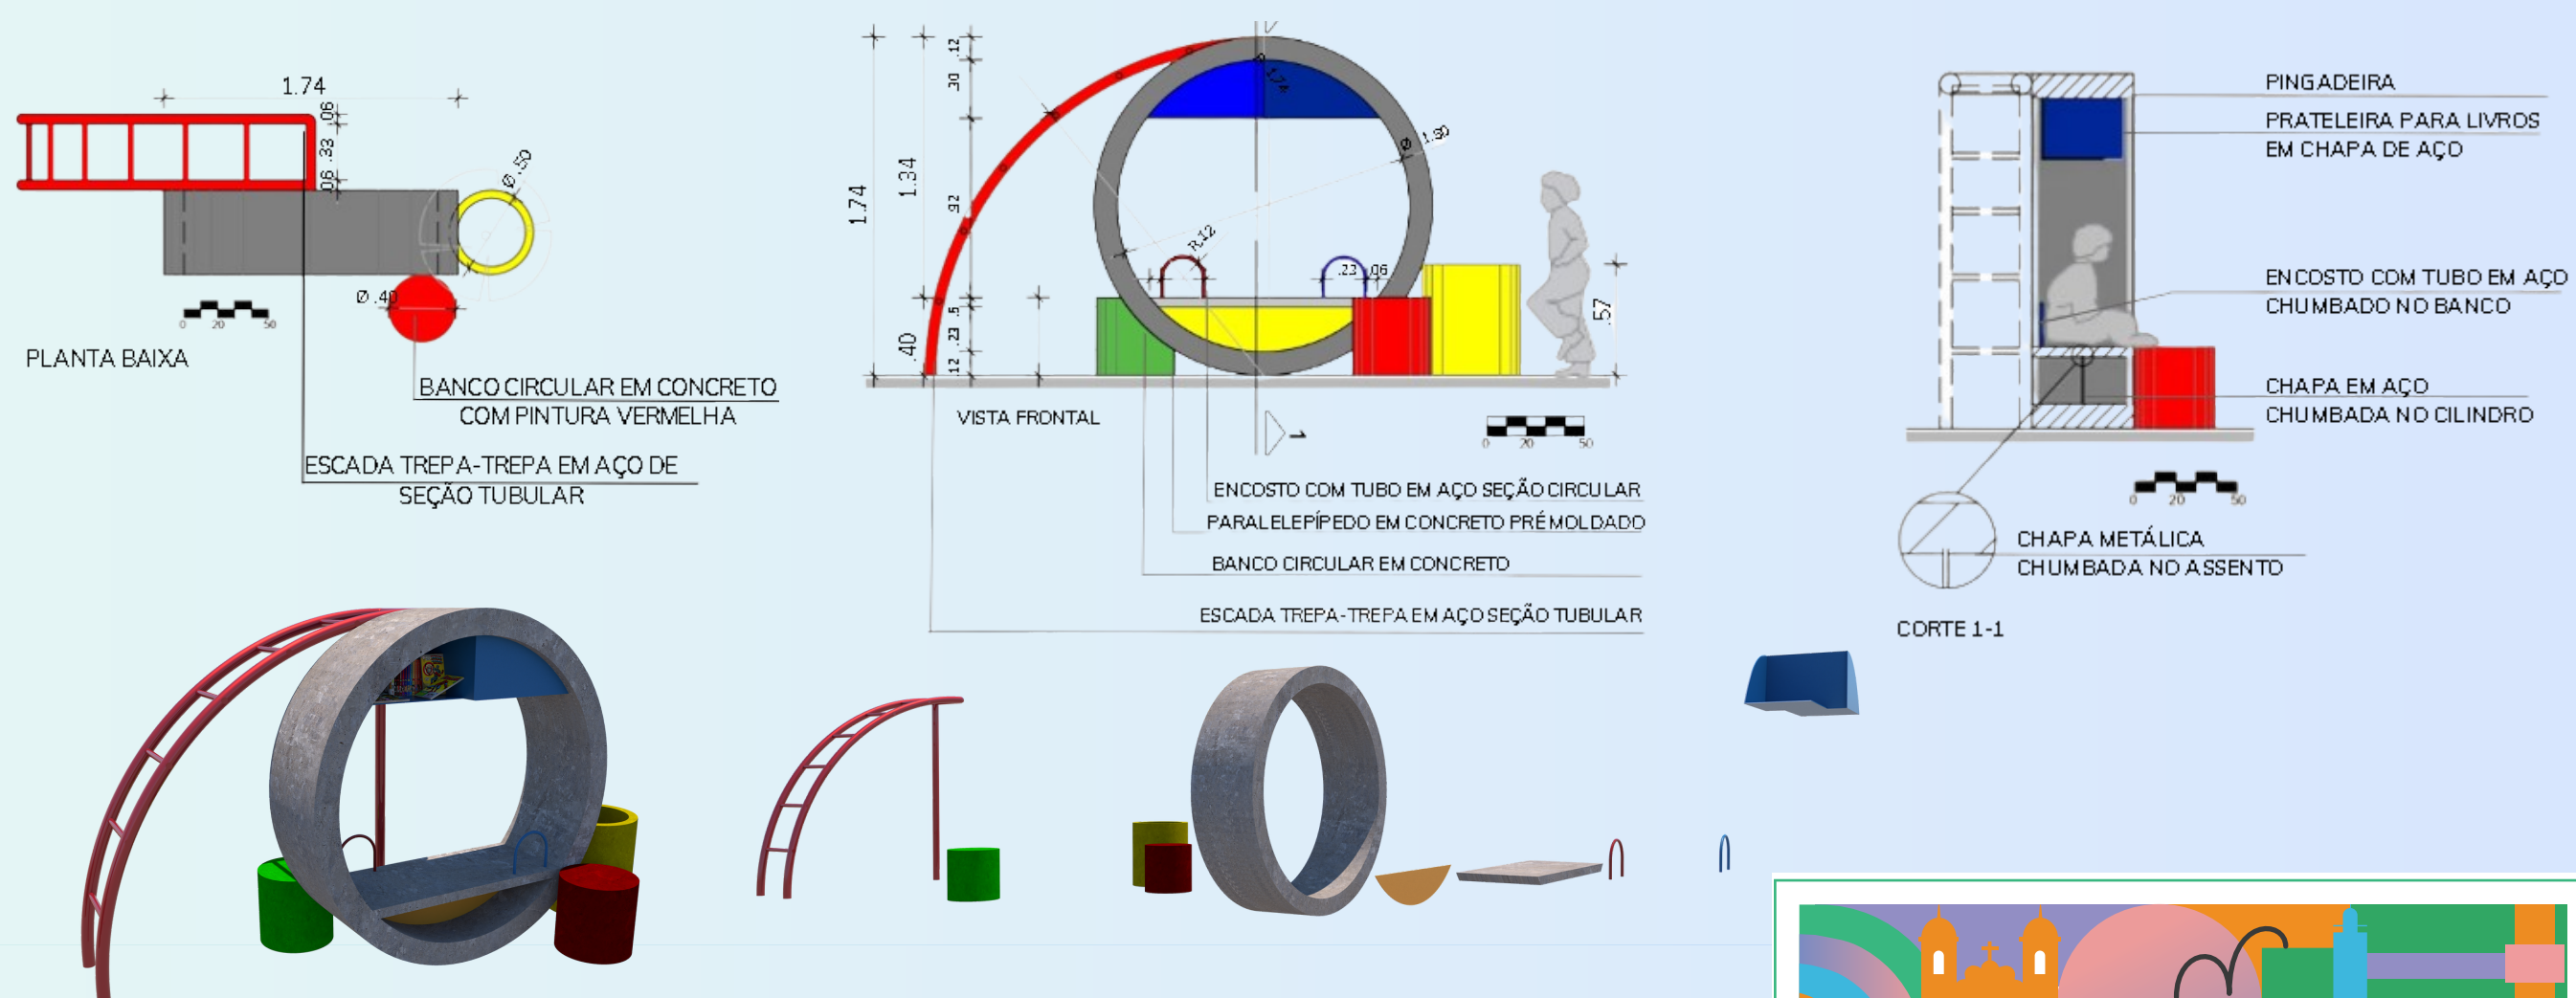 1.74
.06
.33
.06
Ø .50
Ø .40
0 20 50
PLANTA BAIXA
BANCO CIRCULAR EM CONCRETO
COM PINTURA VERMELHA
ESCADA TREPA-TREPA EM AÇO DE
SEÇÃO TUBULAR
1.74
1.34
.40
.12
.30
.92
.5
.23
.12
1.74
Ø 1.50
R.12
.23 .06
.57
VISTA FRONTAL
1
0 20 50
ENCOSTO COM TUBO EM AÇO SEÇÃO CIRCULAR
PARALELEPÍPEDO EM CONCRETO PRÉ MOLDADO
BANCO CIRCULAR EM CONCRETO
ESCADA TREPA-TREPA EM AÇO SEÇÃO TUBULAR
PINGADEIRA
PRATELEIRA PARA LIVROS
EM CHAPA DE AÇO
ENCOSTO COM TUBO EM AÇO
CHUMBADO NO BANCO
CHAPA EM AÇO
CHUMBADA NO CILINDRO
0 20 50
CHAPA METÁLICA
CHUMBADA NO ASSENTO
CORTE 1-1